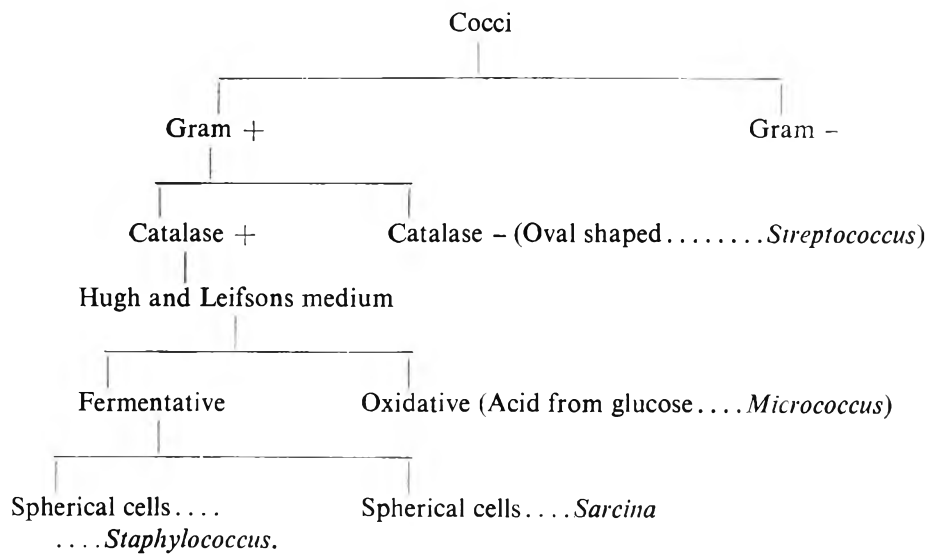 Cocci
Gram + Gram –
Catalase + Catalase – (Oval shaped ........ Streptococcus)
Hugh and Leifsons medium
Fermentative Oxidative (Acid from glucose .... Micrococcus)
Spherical cells .... Spherical cells .... Sarcina
.... Staphylococcus.